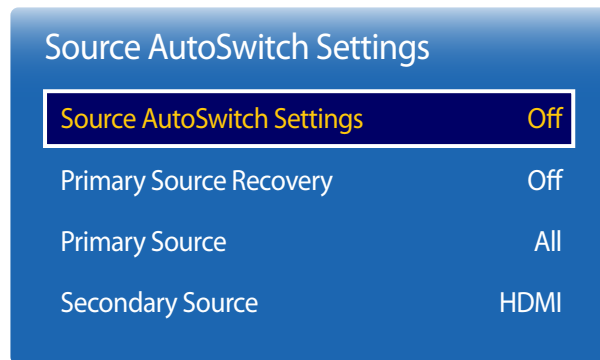 Source AutoSwitch Settings
Source AutoSwitch Settings Off
Primary Source Recovery Off
Primary Source All
Secondary Source HDMI